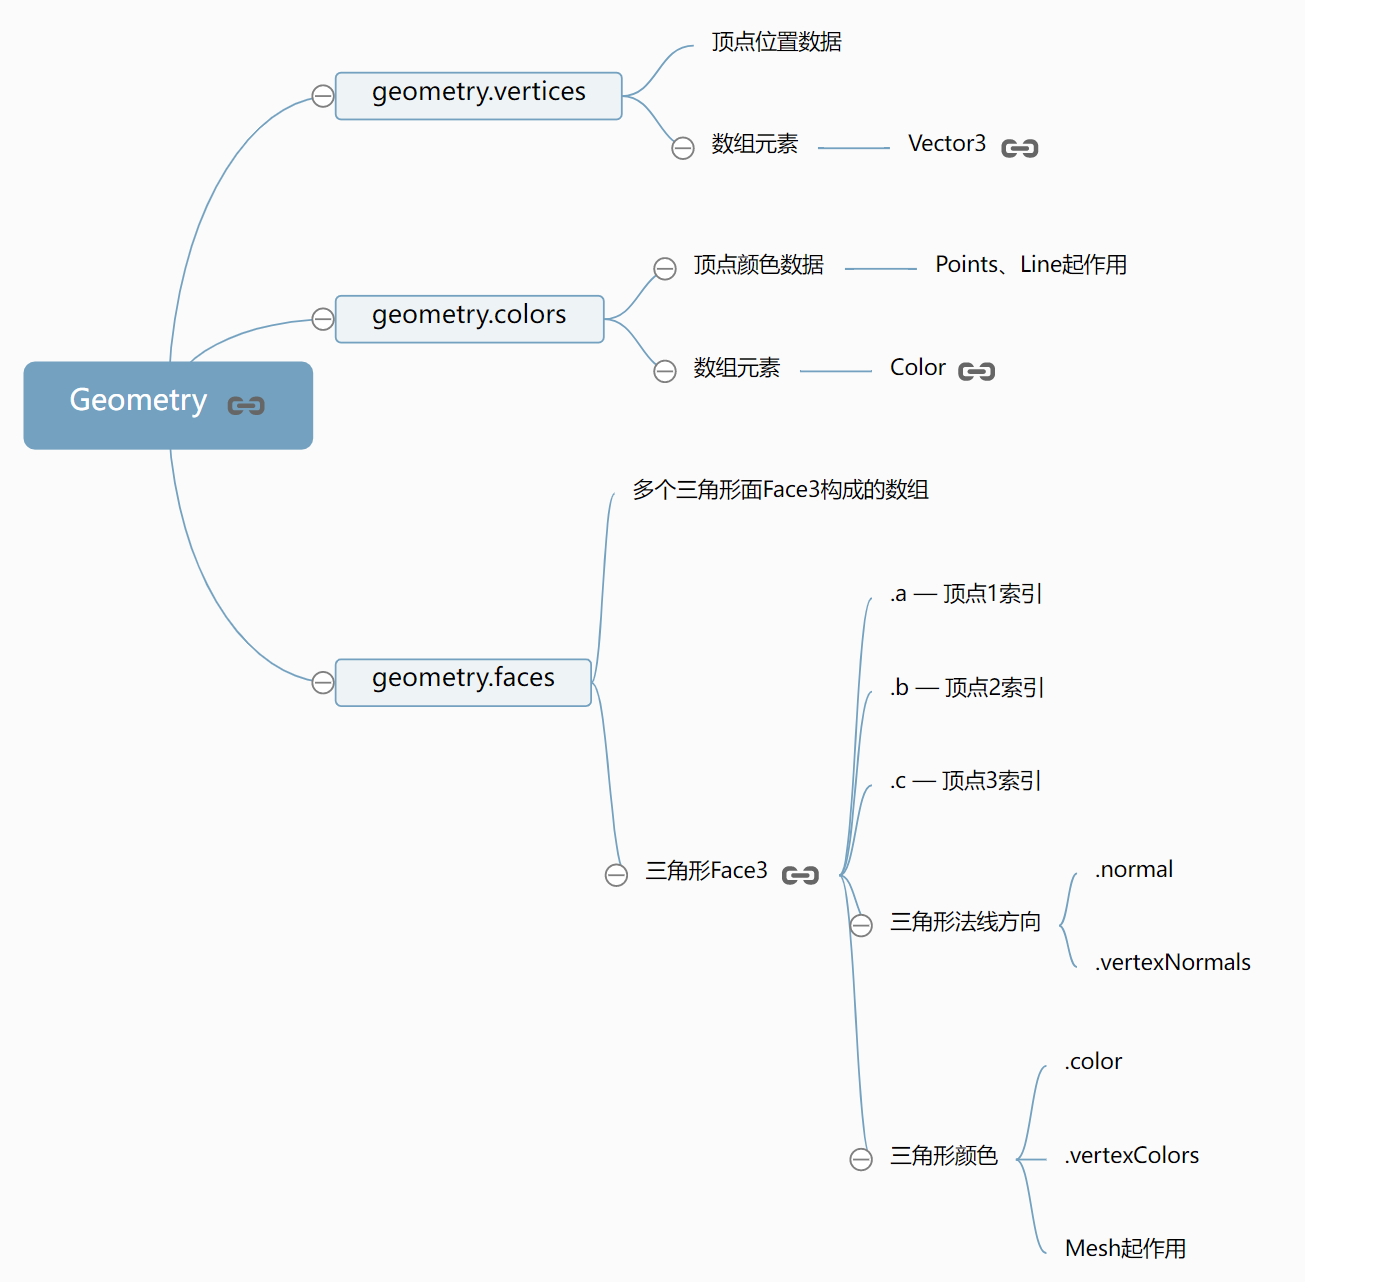 Geometry
geometry.vertices
顶点位置数据
数组元素
Vector3
geometry.colors
顶点颜色数据
Points、Line起作用
数组元素
Color
geometry.faces
多个三角形面Face3构成的数组
三角形Face3
.a — 顶点1索引
.b — 顶点2索引
.c — 顶点3索引
三角形法线方向
.normal
.vertexNormals
三角形颜色
.color
.vertexColors
Mesh起作用